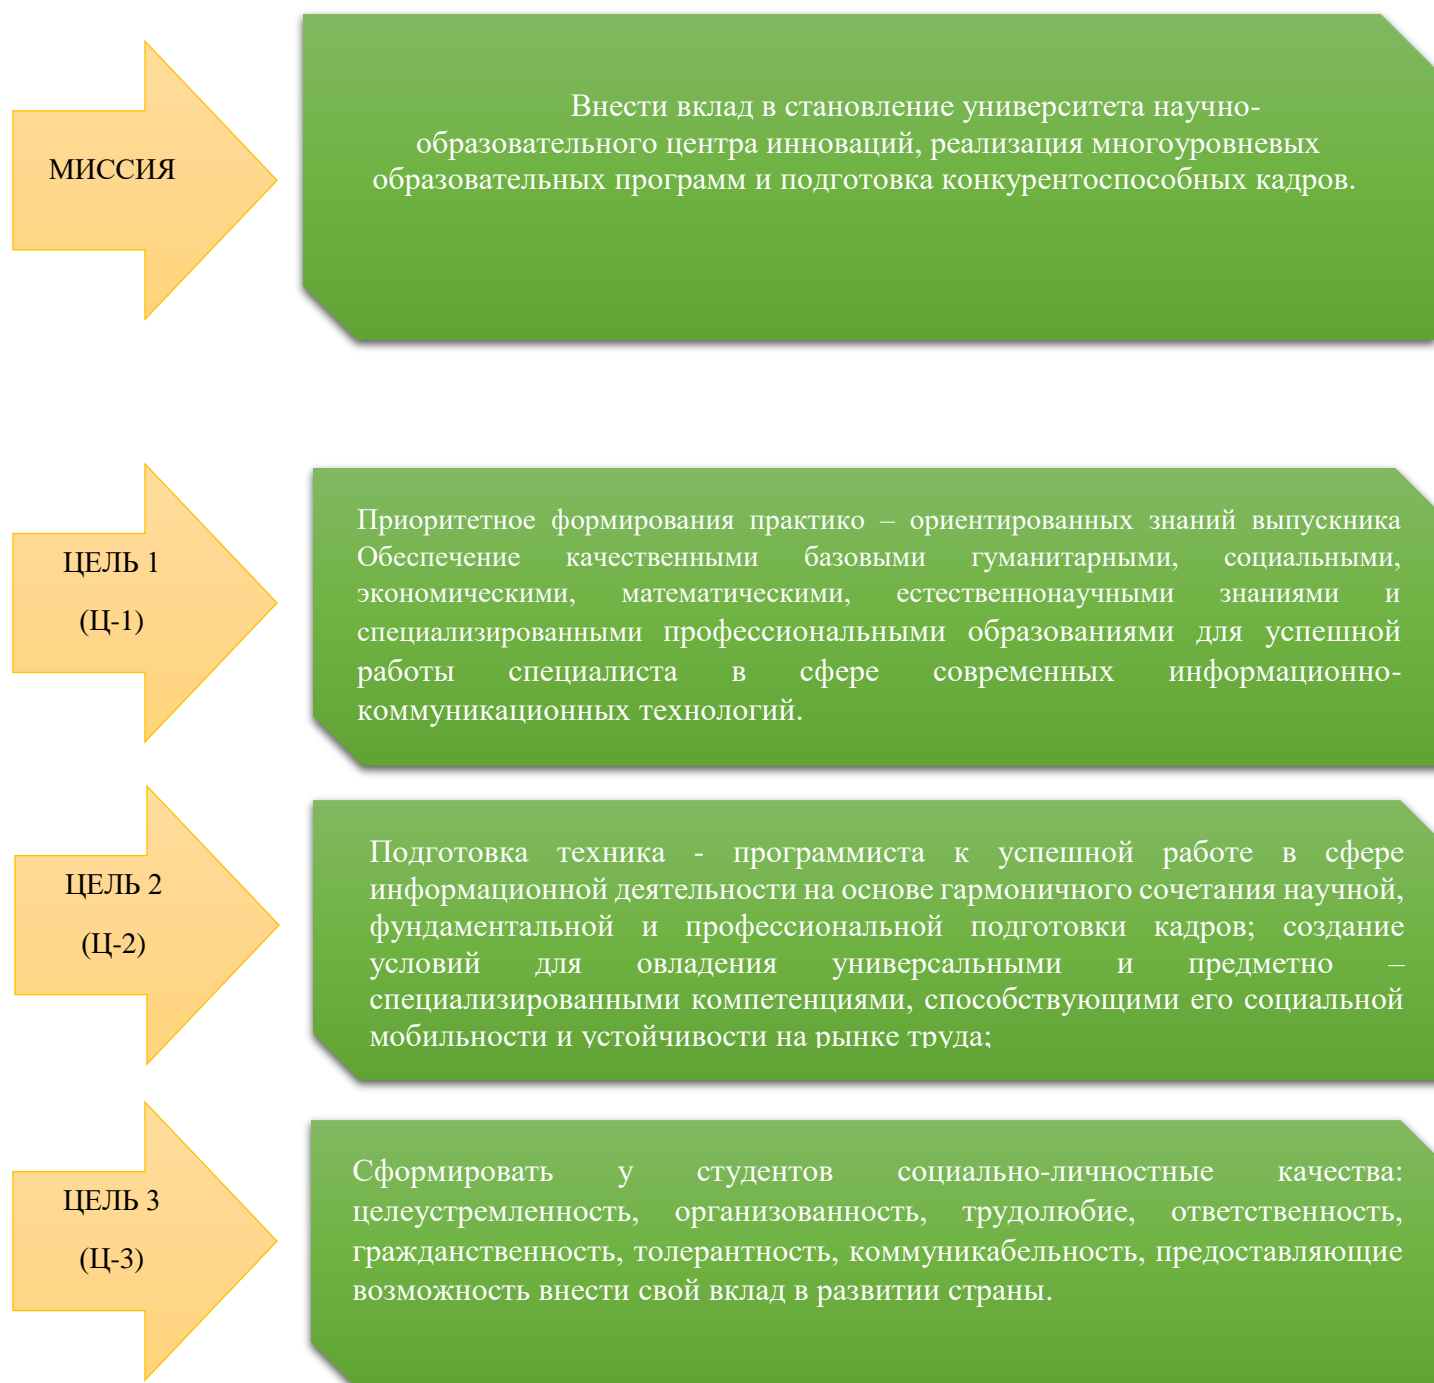 МИССИЯ
Внести вклад в становление университета научно-
образовательного центра инноваций, реализация многоуровневых
образовательных программ и подготовка конкурентоспособных кадров.
ЦЕЛЬ 1
(Ц-1)
Приоритетное формирования практико – ориентированных знаний выпускника
Обеспечение качественными базовыми гуманитарными, социальными,
экономическими, математическими, естественнонаучными знаниями и
специализированными профессиональными образованиями для успешной
работы специалиста в сфере современных информационно-
коммуникационных технологий.
ЦЕЛЬ 2
(Ц-2)
Подготовка техника - программиста к успешной работе в сфере
информационной деятельности на основе гармоничного сочетания научной,
фундаментальной и профессиональной подготовки кадров; создание
условий для овладения универсальными и предметно –
специализированными компетенциями, способствующими его социальной
мобильности и устойчивости на рынке труда;
ЦЕЛЬ 3
(Ц-3)
Сформировать у студентов социально-личностные качества:
целеустремленность, организованность, трудолюбие, ответственность,
гражданственность, толерантность, коммуникабельность, предоставляющие
возможность внести свой вклад в развитии страны.